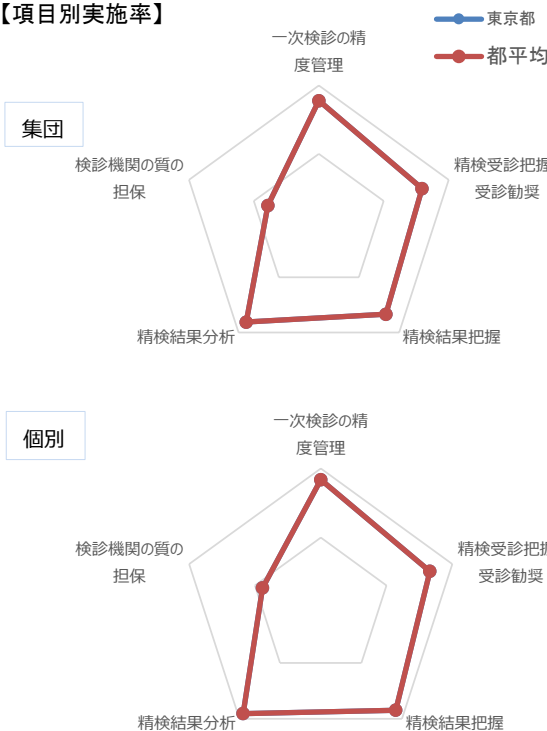 【項目別実施率】
東京都
都平均
集団
一次検診の精
度管理
精検受診把握
受診勧奨
精検結果把握
精検結果分析
検診機関の質の
担保
個別
一次検診の精
度管理
精検受診把握
受診勧奨
精検結果把握
精検結果分析
検診機関の質の
担保